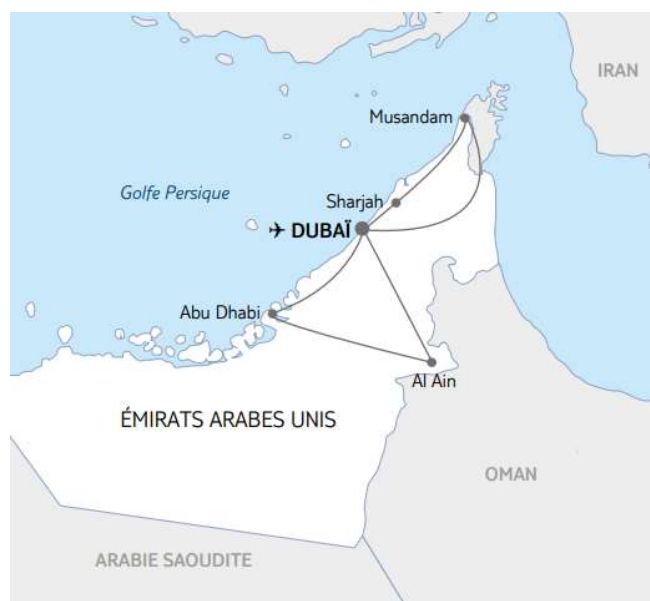 IRAN
Musandam
Golfe Persique
Sharjah
✈ DUBAÏ
Abu Dhabi
Al Ain
ÉMIRATS ARABES UNIS
OMAN
ARABIE SAOUDITE